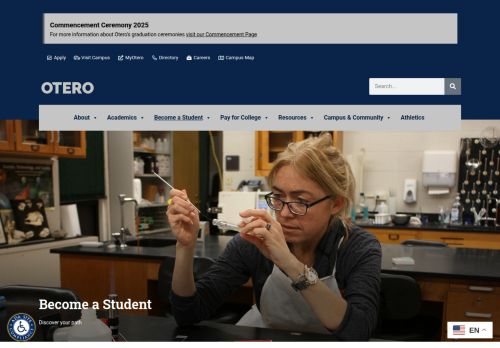 Commencement Ceremony 2025
For more information about Otero's graduation ceremonies visit our Commencement Page
Apply Visit Campus MyOtero Directory Careers Campus Map
OTERO
Search...
About Academics Become a Student Pay for College Resources Campus & Community Athletics
Become a Student
Discover your path
EN